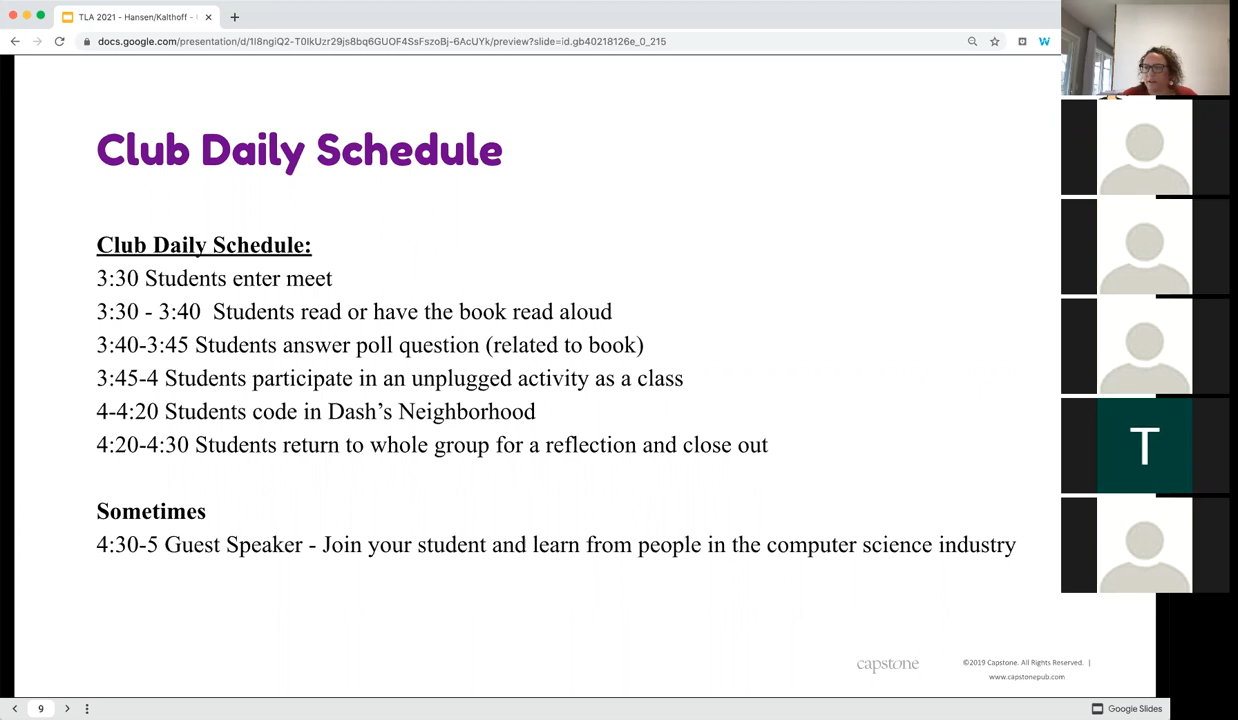 TLA 2021 - Hansen/Kalthoff -
docs.google.com/presentation/d/1I8ngiQ2-T0IkUzr29js8bq6GUOF4SsFszoBj-6AcUYk/preview?slide=id.gb40218126e_0_215
W
Club Daily Schedule
Club Daily Schedule:
3:30 Students enter meet
3:30 - 3:40 Students read or have the book read aloud
3:40-3:45 Students answer poll question (related to book)
3:45-4 Students participate in an unplugged activity as a class
4-4:20 Students code in Dash’s Neighborhood
4:20-4:30 Students return to whole group for a reflection and close out
T
Sometimes
4:30-5 Guest Speaker - Join your student and learn from people in the computer science industry
capstone
©2019 Capstone. All Rights Reserved. |
www.capstonepub.com
9
Google Slides